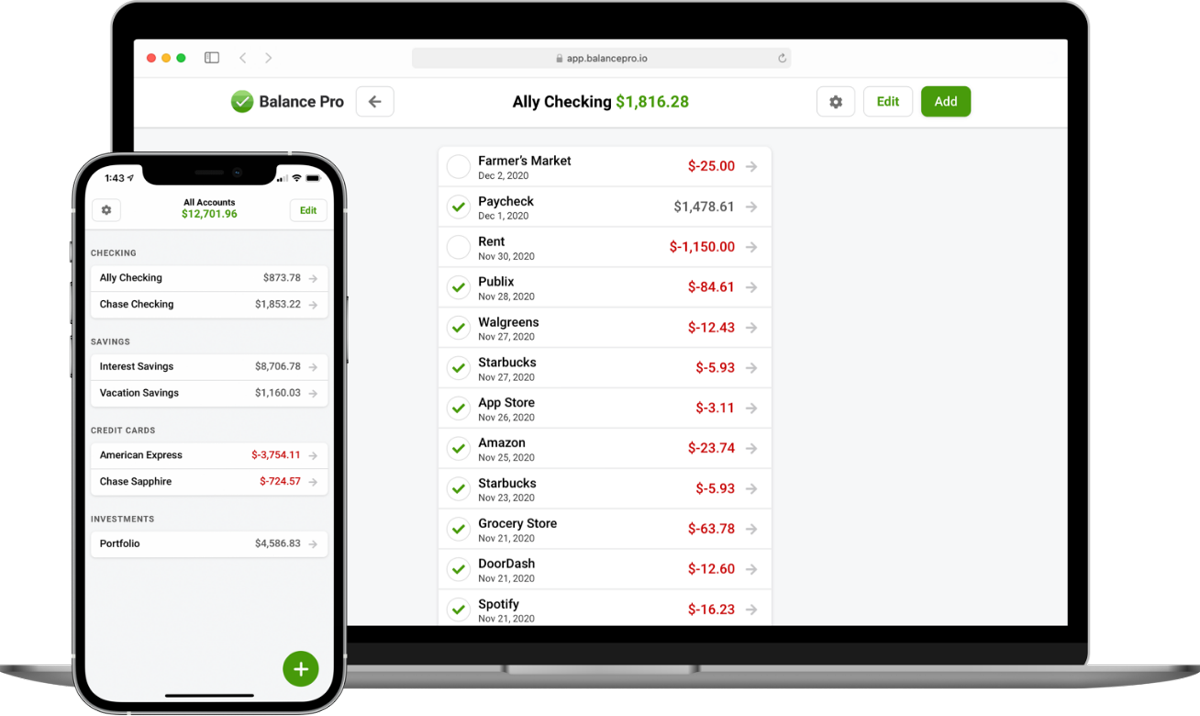 app.balancepro.io
Balance Pro
Ally Checking $1,816.28
Edit
Add
Farmer's Market
Dec 2, 2020
$-25.00
Paycheck
Dec 1, 2020
$1,478.61
Rent
Nov 30, 2020
$-1,150.00
Publix
Nov 28, 2020
$-84.61
Walgreens
Nov 27, 2020
$-12.43
Starbucks
Nov 27, 2020
$-5.93
App Store
Nov 26, 2020
$-3.11
Amazon
Nov 25, 2020
$-23.74
Starbucks
Nov 23, 2020
$-5.93
Grocery Store
Nov 21, 2020
$-63.78
DoorDash
Nov 21, 2020
$-12.60
Spotify
Nov 21, 2020
$-16.23
1:43
All Accounts
$12,701.96
Edit
CHECKING
Ally Checking $873.78
Chase Checking $1,853.22
SAVINGS
Interest Savings $8,706.78
Vacation Savings $1,160.03
CREDIT CARDS
American Express $-3,754.11
Chase Sapphire $-724.57
INVESTMENTS
Portfolio $4,586.83